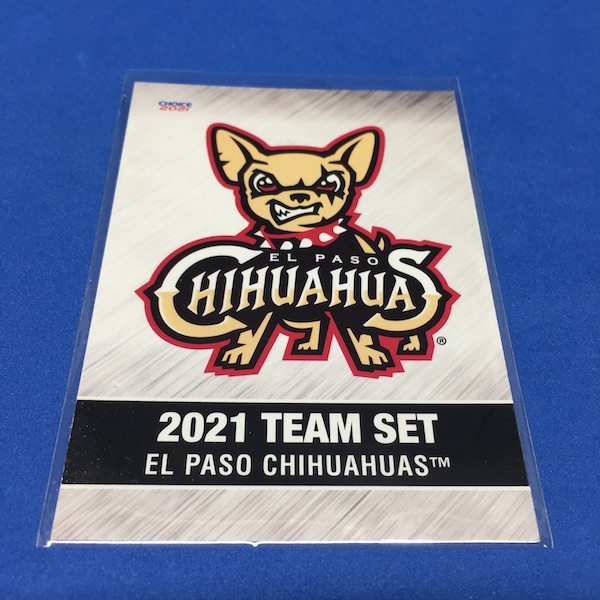 CHOICE
2021
EL PASO
CHIHUAHUAS
®
2021 TEAM SET
EL PASO CHIHUAHUAS™